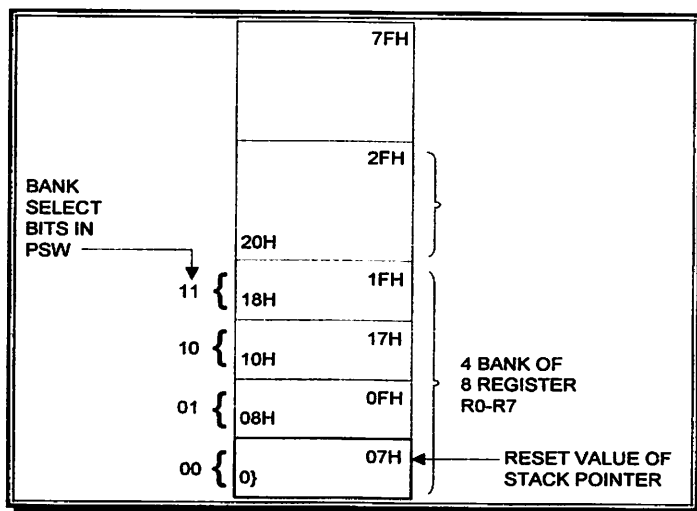 7FH
2FH
BANK
SELECT
BITS IN
PSW
20H
11 { 18H 1FH
10 { 10H 17H
4 BANK OF
8 REGISTER
R0-R7
01 { 08H 0FH
00 { 0} 07H
RESET VALUE OF
STACK POINTER